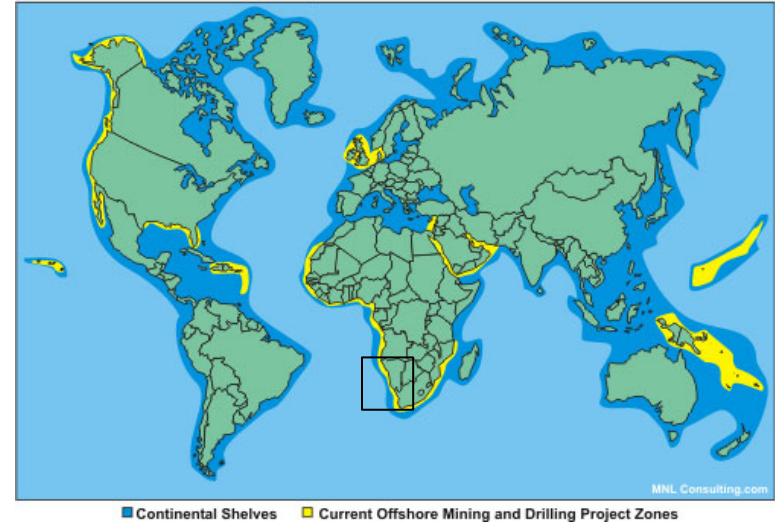 MNL Consulting.com
Continental Shelves
Current Offshore Mining and Drilling Project Zones